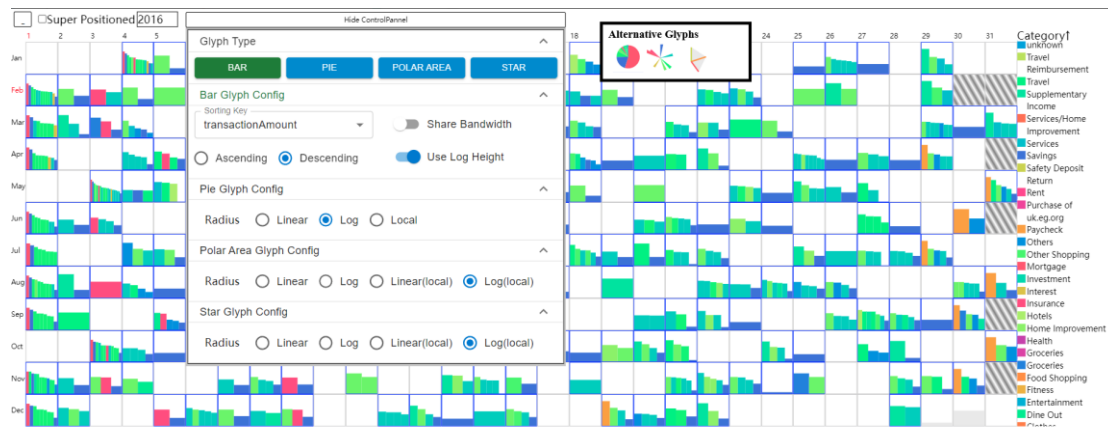 _ Super Positioned 2016 Hide ControlPannel
1 2 3 4 5 18 24 25 26 27 28 29 30 31 Category↑
Alternative Glyphs
Jan
Feb
Mar
Apr
May
Jun
Jul
Aug
Sep
Oct
Nov
Dec
Glyph Type
BAR PIE POLAR AREA STAR
Bar Glyph Config
Sorting Key
transactionAmount Share Bandwidth
Ascending Descending Use Log Height
Pie Glyph Config
Radius Linear Log Local
Polar Area Glyph Config
Radius Linear Log Linear(local) Log(local)
Star Glyph Config
Radius Linear Log Linear(local) Log(local)
unknown
Travel
Reimbursement
Travel
Supplementary
Income
Services/Home
Improvement
Services
Savings
Safety Deposit
Return
Rent
Purchase of
uk.eg.org
Paycheck
Others
Other Shopping
Mortgage
Investment
Interest
Insurance
Hotels
Home Improvement
Health
Groceries
Groceries
Food Shopping
Fitness
Entertainment
Dine Out
Clothes